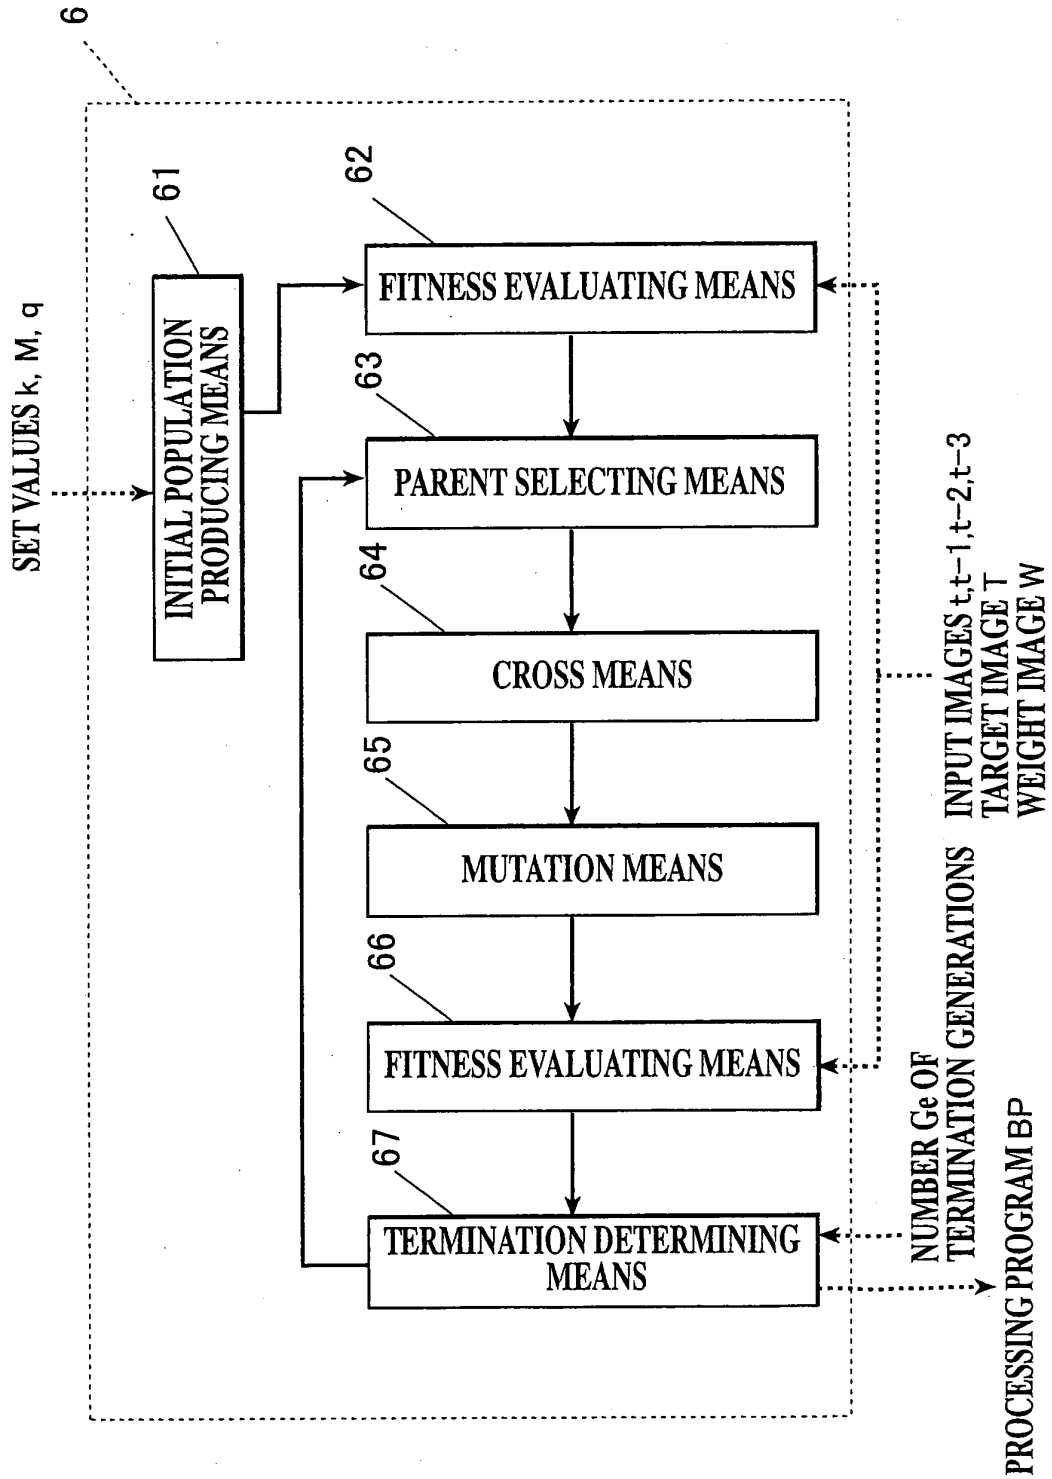 6
SET VALUES k, M, q
61
INITIAL POPULATION
PRODUCING MEANS
62
FITNESS EVALUATING MEANS
63
PARENT SELECTING MEANS
64
CROSS MEANS
65
MUTATION MEANS
66
FITNESS EVALUATING MEANS
67
TERMINATION DETERMINING
MEANS
INPUT IMAGES t,t-1,t-2,t-3
TARGET IMAGE T
WEIGHT IMAGE W
NUMBER Ge OF
TERMINATION GENERATIONS
PROCESSING PROGRAM BP